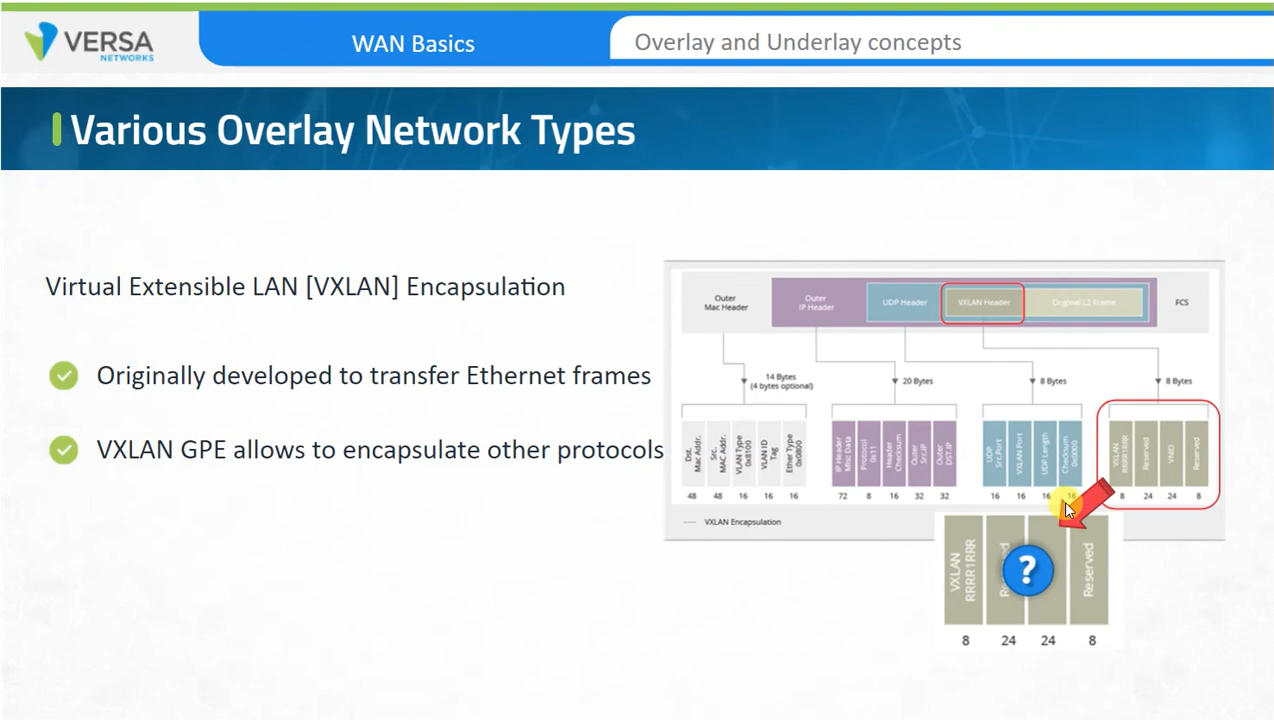 VERSA
NETWORKS
WAN Basics
Overlay and Underlay concepts
Various Overlay Network Types
Virtual Extensible LAN [VXLAN] Encapsulation
Originally developed to transfer Ethernet frames
VXLAN GPE allows to encapsulate other protocols
Outer
Mac Header
Outer
IP Header
UDP Header
VXLAN Header
Original L2 Frame
FCS
14 Bytes
(4 bytes optional)
20 Bytes
8 Bytes
8 Bytes
Dst.
Mac Addr.
Src.
MAC Addr.
VLAN Type
0x8100
VLAN ID
Tag
Ether Type
0x0800
IP Header
Misc Data
Protocol
0x11
Header
Checksum
Outer
Src.IP
Outer
DST.IP
UDP
Src.Port
VXLAN Port
UDP Length
Checksum
0x0000
VXLAN
RRRR1RRR
Reserved
VNID
Reserved
48
48
16
16
16
72
8
16
32
32
16
16
16
16
8
24
24
8
VXLAN Encapsulation
VXLAN
RRRR1RRR
?
Reserved
8
24
24
8